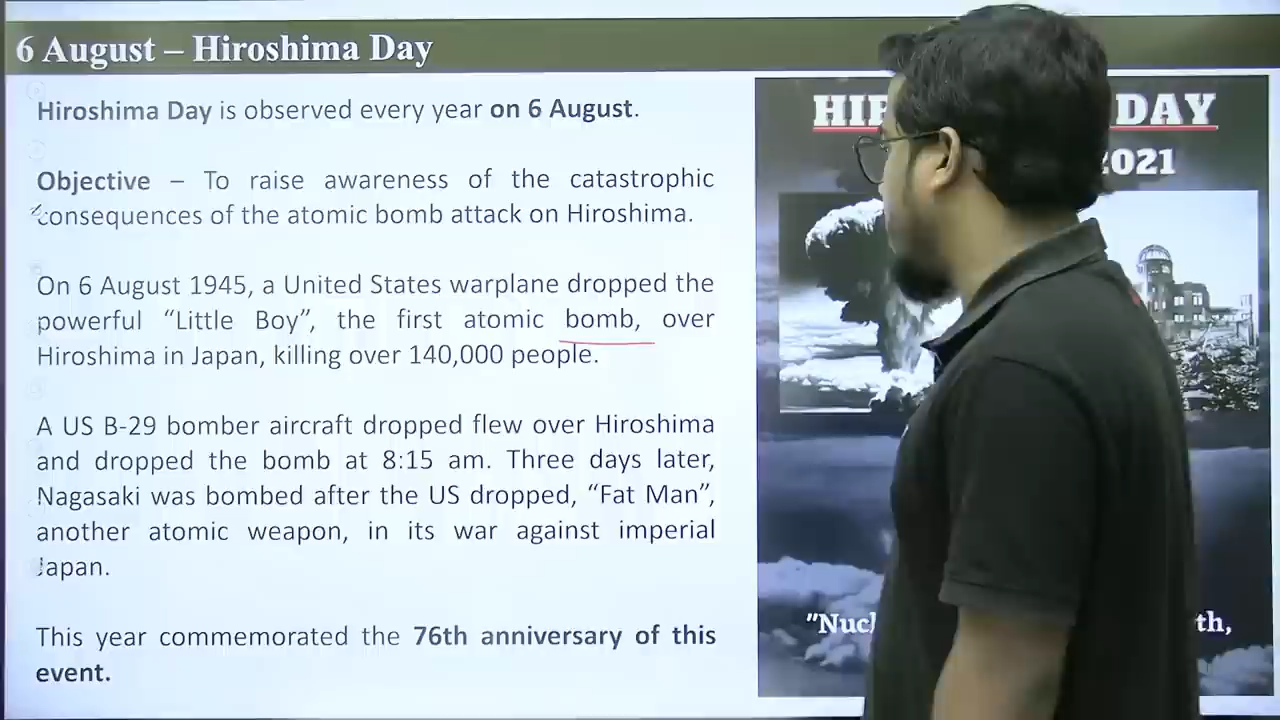 6 August – Hiroshima Day
Hiroshima Day is observed every year on 6 August.
Objective – To raise awareness of the catastrophic
consequences of the atomic bomb attack on Hiroshima.
On 6 August 1945, a United States warplane dropped the
powerful “Little Boy”, the first atomic bomb, over
Hiroshima in Japan, killing over 140,000 people.
A US B-29 bomber aircraft dropped flew over Hiroshima
and dropped the bomb at 8:15 am. Three days later,
Nagasaki was bombed after the US dropped, “Fat Man”,
another atomic weapon, in its war against imperial
Japan.
This year commemorated the 76th anniversary of this
event.
DAY
2021